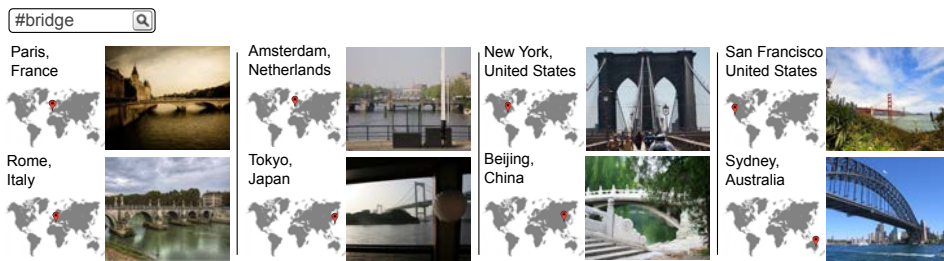 #bridge
Paris,
France
Amsterdam,
Netherlands
New York,
United States
San Francisco
United States
Rome,
Italy
Tokyo,
Japan
Beijing,
China
Sydney,
Australia